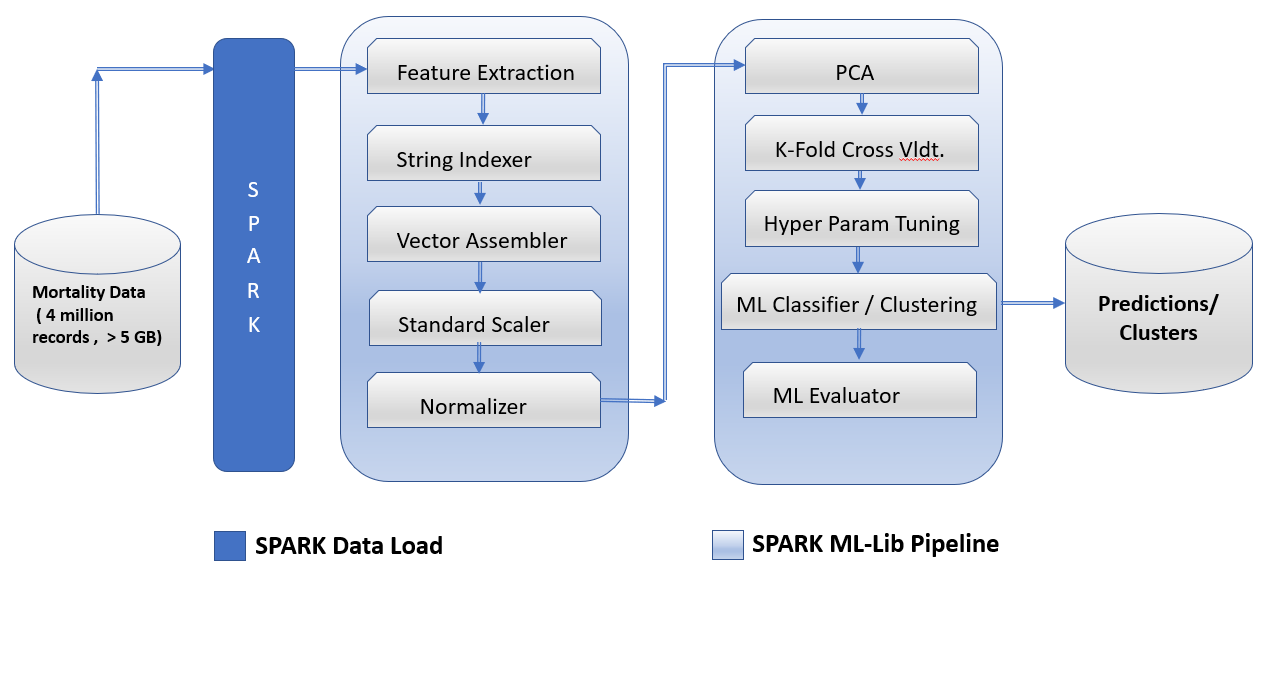 Mortality Data
( 4 million
records , > 5 GB)
S
P
A
R
K
Feature Extraction
String Indexer
Vector Assembler
Standard Scaler
Normalizer
PCA
K-Fold Cross Vldt.
Hyper Param Tuning
ML Classifier / Clustering
ML Evaluator
Predictions/
Clusters
SPARK Data Load
SPARK ML-Lib Pipeline